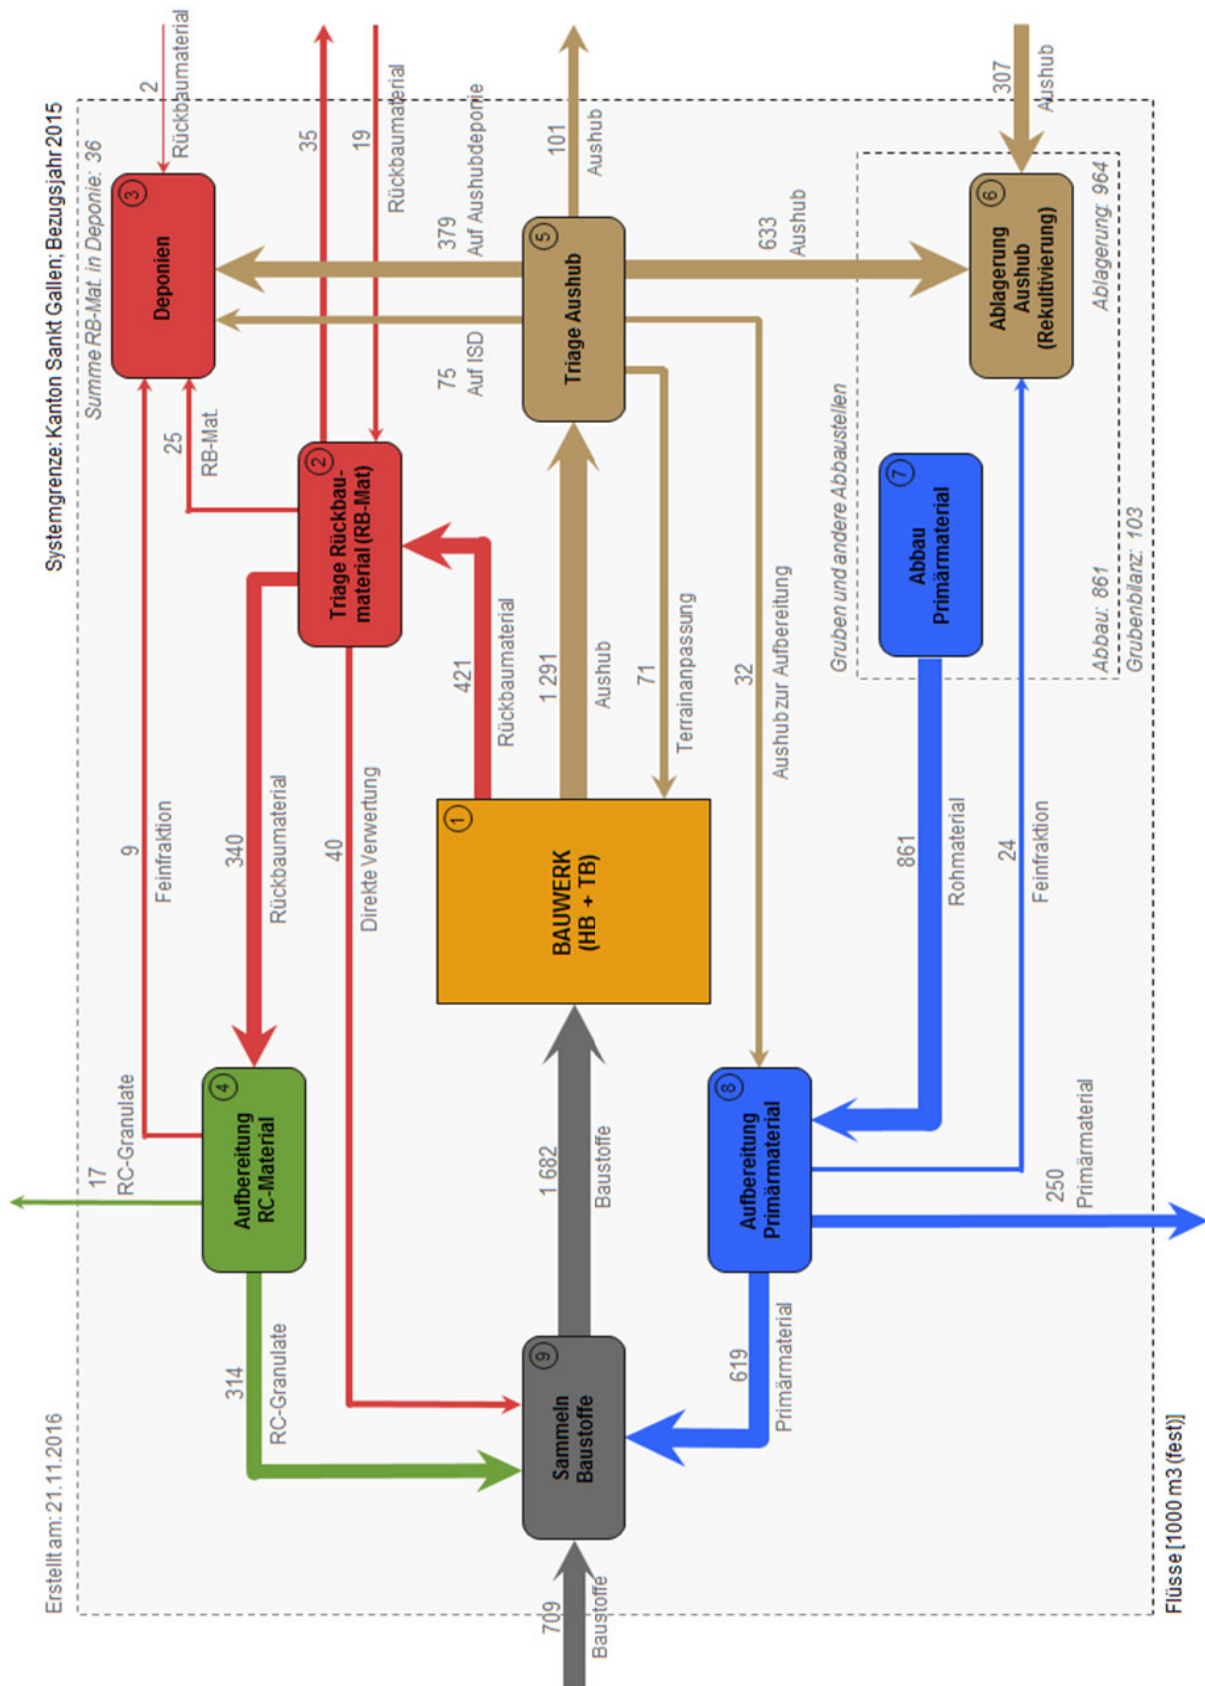 Erstellt am: 21.11.2016
Systemgrenze: Kanton Sankt Gallen; Bezugsjahr 2015
Summe RB-Mat. in Deponie: 36
17
RC-Granulate
9
Feinfraktion
25
RB-Mat.
3
Deponien
2
Rückbaumaterial
314
RC-Granulate
4
Aufbereitung
RC-Material
340
Rückbaumaterial
40
Direkte Verwertung
2
Triage Rückbau-
material (RB-Mat)
35
19
Rückbaumaterial
421
Rückbaumaterial
75
Auf ISD
379
Auf Aushubdeponie
709
Baustoffe
9
Sammeln
Baustoffe
1 682
Baustoffe
1
BAUWERK
(HB + TB)
1 291
Aushub
5
Triage Aushub
101
Aushub
71
Terrainanpassung
32
Aushub zur Aufbereitung
633
Aushub
619
Primärmaterial
8
Aufbereitung
Primärmaterial
861
Rohmaterial
Gruben und andere Abbaustellen
7
Abbau
Primärmaterial
6
Ablagerung
Aushub
(Rekultivierung)
307
Aushub
24
Feinfraktion
250
Primärmaterial
Abbau: 861
Ablagerung: 964
Grubenbilanz: 103
Flüsse [1000 m3 (fest)]